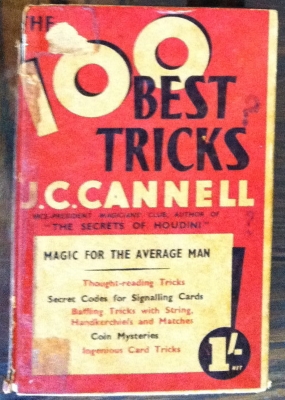 THE
100
BEST
TRICKS
J.C.CANNELL
VICE-PRESIDENT MAGICIANS CLUB, AUTHOR OF
"THE SECRETS OF HOUDINI"
MAGIC FOR THE AVERAGE MAN
Thought-reading Tricks
Secret Codes for Signalling Cards
Baffling Tricks with String,
Handkerchiefs and Matches
Coin Mysteries
Ingenious Card Tricks
1/-
NET